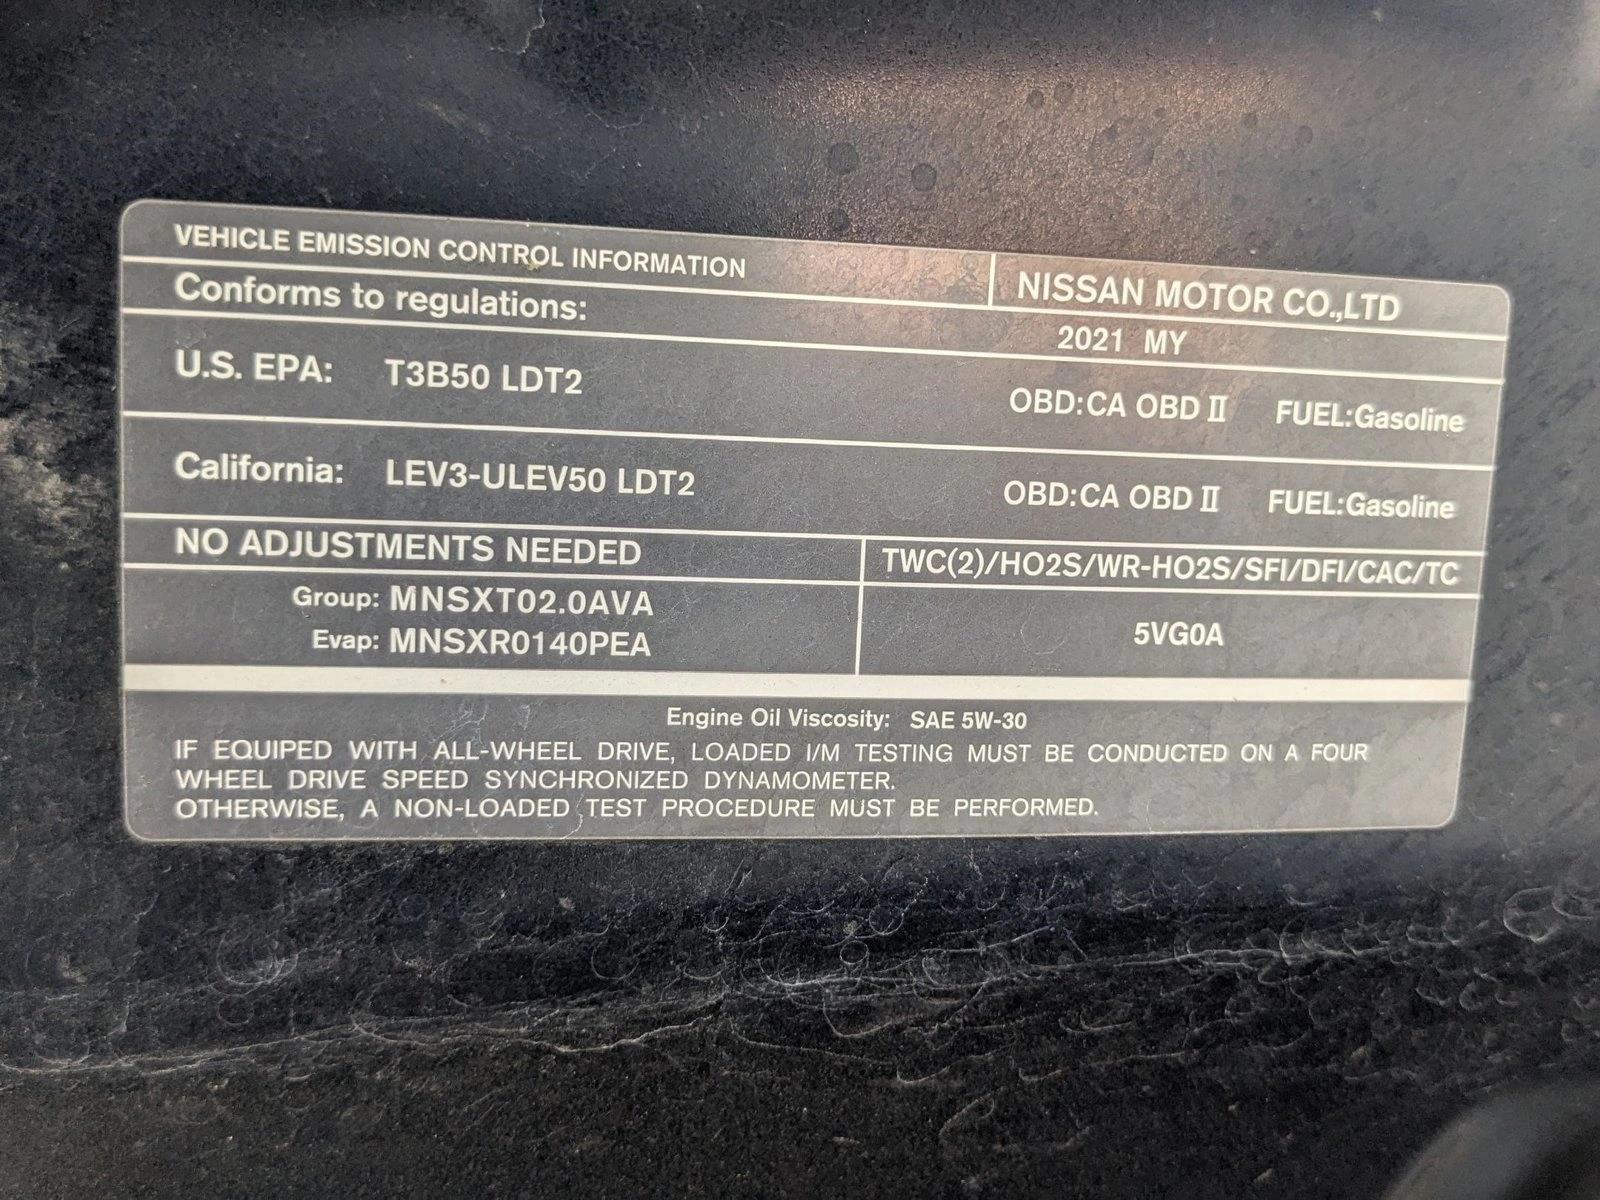 VEHICLE EMISSION CONTROL INFORMATION
NISSAN MOTOR CO.,LTD
Conforms to regulations:
2021 MY
U.S. EPA: T3B50 LDT2 OBD:CA OBD II FUEL:Gasoline
California: LEV3-ULEV50 LDT2 OBD:CA OBD II FUEL:Gasoline
NO ADJUSTMENTS NEEDED
TWC(2)/HO2S/WR-HO2S/SFI/DFI/CAC/TC
Group: MNSXT02.0AVA
Evap: MNSXR0140PEA
5VG0A
Engine Oil Viscosity: SAE 5W-30
IF EQUIPED WITH ALL-WHEEL DRIVE, LOADED I/M TESTING MUST BE CONDUCTED ON A FOUR
WHEEL DRIVE SPEED SYNCHRONIZED DYNAMOMETER.
OTHERWISE, A NON-LOADED TEST PROCEDURE MUST BE PERFORMED.